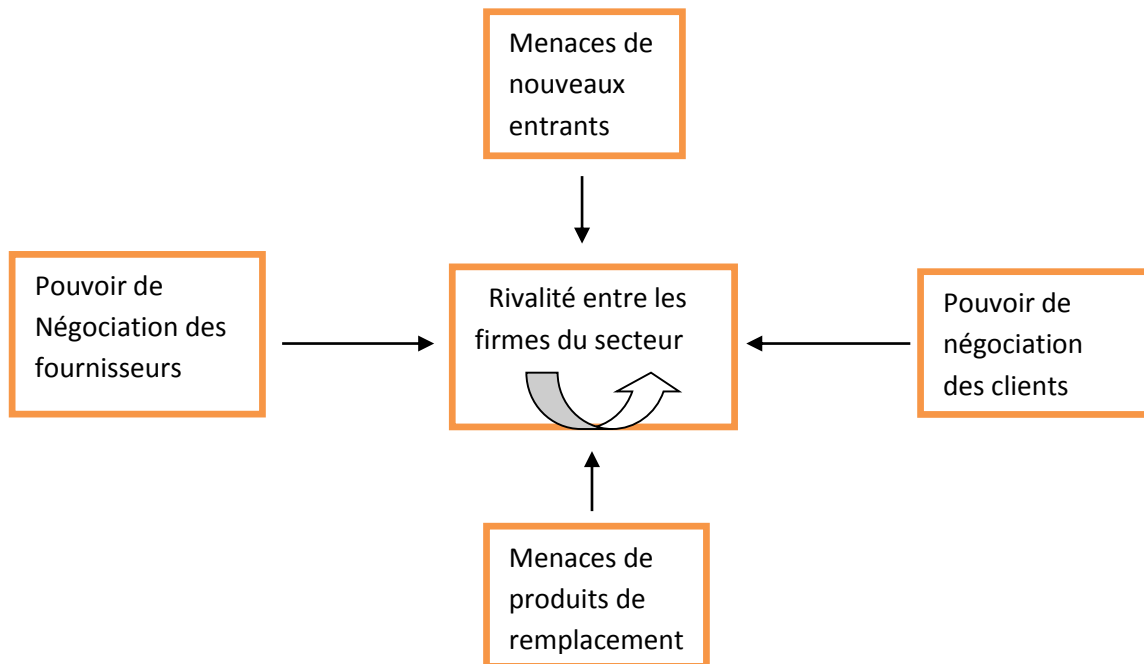 Menaces de
nouveaux
entrants
Pouvoir de
Négociation des
fournisseurs
Rivalité entre les
firmes du secteur
Pouvoir de
négociation
des clients
Menaces de
produits de
remplacement